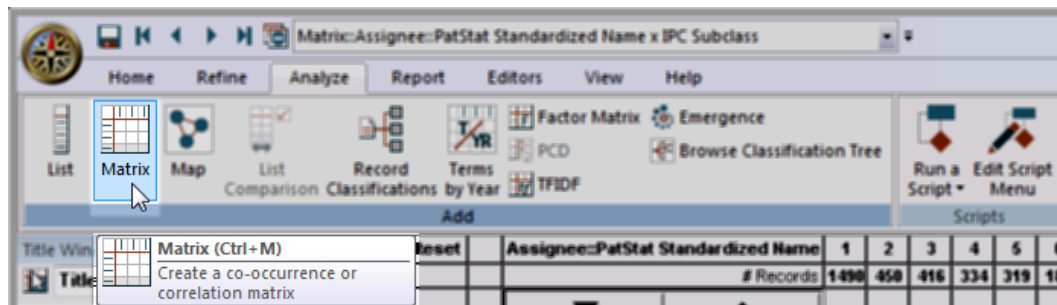 Matrix::Assignee::PatStat Standardized Name x IPC Subclass
Home Refine Analyze Report Editors View Help
List
Matrix
Map
List
Comparison
Record
Classifications
Terms
by Year
Factor Matrix
PCD
TFIDF
Emergence
Browse Classification Tree
Run a
Script
Edit Script
Menu
Add
Scripts
Title Win
Matrix (Ctrl+M)
Create a co-occurrence or
correlation matrix
Reset
Assignee::PatStat Standardized Name 1 2 3 4 5
# Records 1490 450 416 334 319
Title